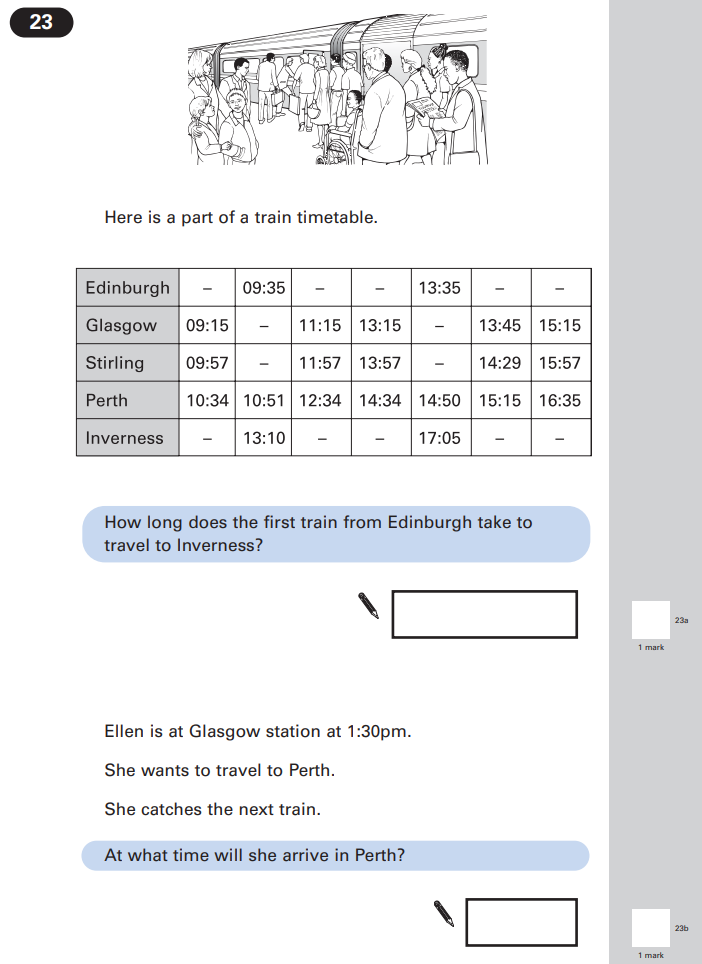 23
Here is a part of a train timetable.
Edinburgh – 09:35 – – 13:35 – –
Glasgow 09:15 – 11:15 13:15 – 13:45 15:15
Stirling 09:57 – 11:57 13:57 – 14:29 15:57
Perth 10:34 10:51 12:34 14:34 14:50 15:15 16:35
Inverness – 13:10 – – 17:05 – –
How long does the first train from Edinburgh take to
travel to Inverness?
23a
1 mark
Ellen is at Glasgow station at 1:30pm.
She wants to travel to Perth.
She catches the next train.
At what time will she arrive in Perth?
23b
1 mark